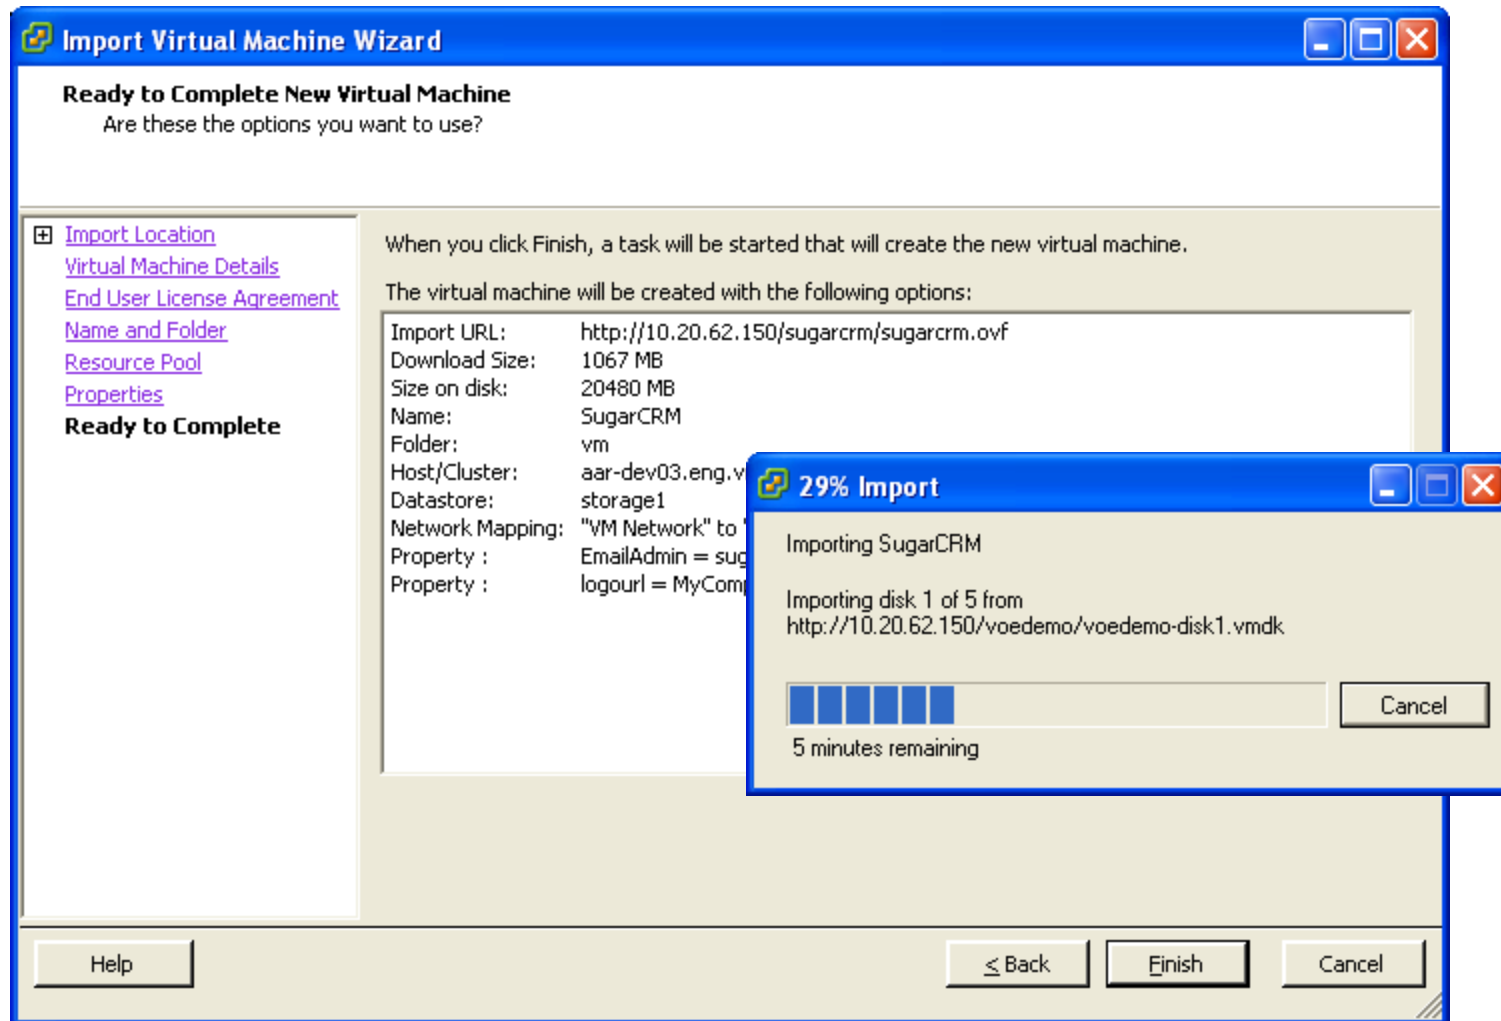 Import Virtual Machine Wizard
Ready to Complete New Virtual Machine
Are these the options you want to use?
Import Location
Virtual Machine Details
End User License Agreement
Name and Folder
Resource Pool
Properties
Ready to Complete
When you click Finish, a task will be started that will create the new virtual machine.
The virtual machine will be created with the following options:
Import URL: http://10.20.62.150/sugarcrm/sugarcrm.ovf
Download Size: 1067 MB
Size on disk: 20480 MB
Name: SugarCRM
Folder: vm
Host/Cluster: aar-dev03.eng.v
Datastore: storage1
Network Mapping: "VM Network" to "
Property : EmailAdmin = sug
Property : logourl = MyComp
29% Import
Importing SugarCRM
Importing disk 1 of 5 from
http://10.20.62.150/voedemo/voedemo-disk1.vmdk
Cancel
5 minutes remaining
Help
< Back
Finish
Cancel